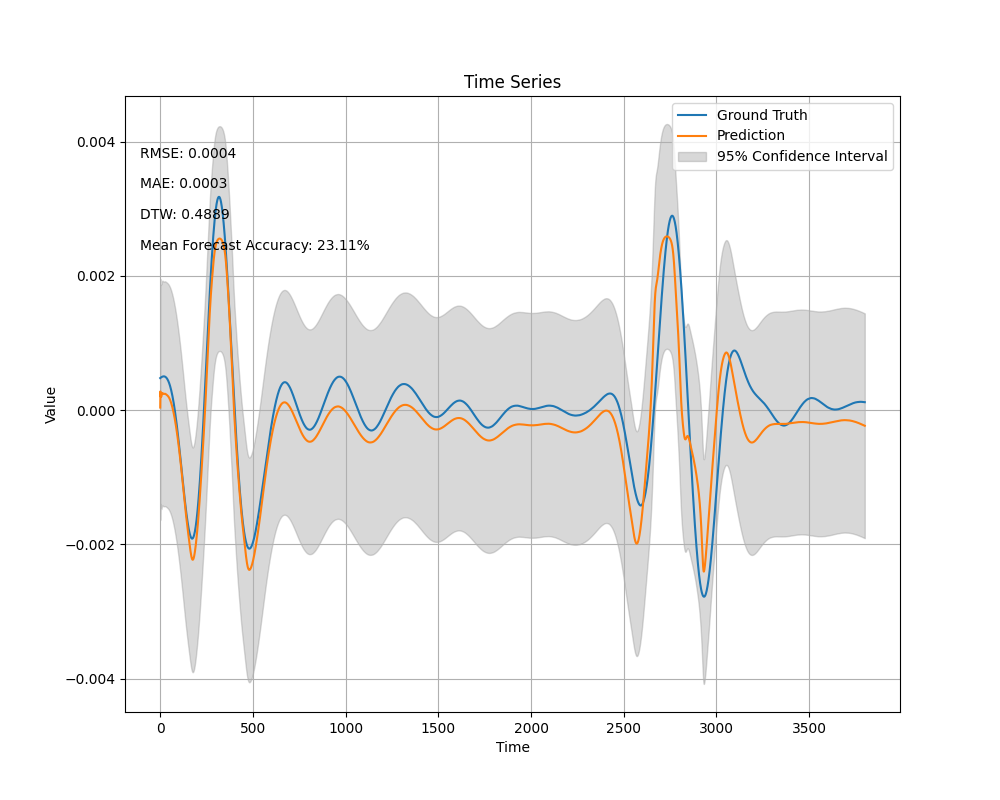 Time Series
Ground Truth
Prediction
95% Confidence Interval
RMSE: 0.0004
MAE: 0.0003
DTW: 0.4889
Mean Forecast Accuracy: 23.11%
0.004
0.002
0.000
−0.002
−0.004
Value
0 500 1000 1500 2000 2500 3000 3500
Time